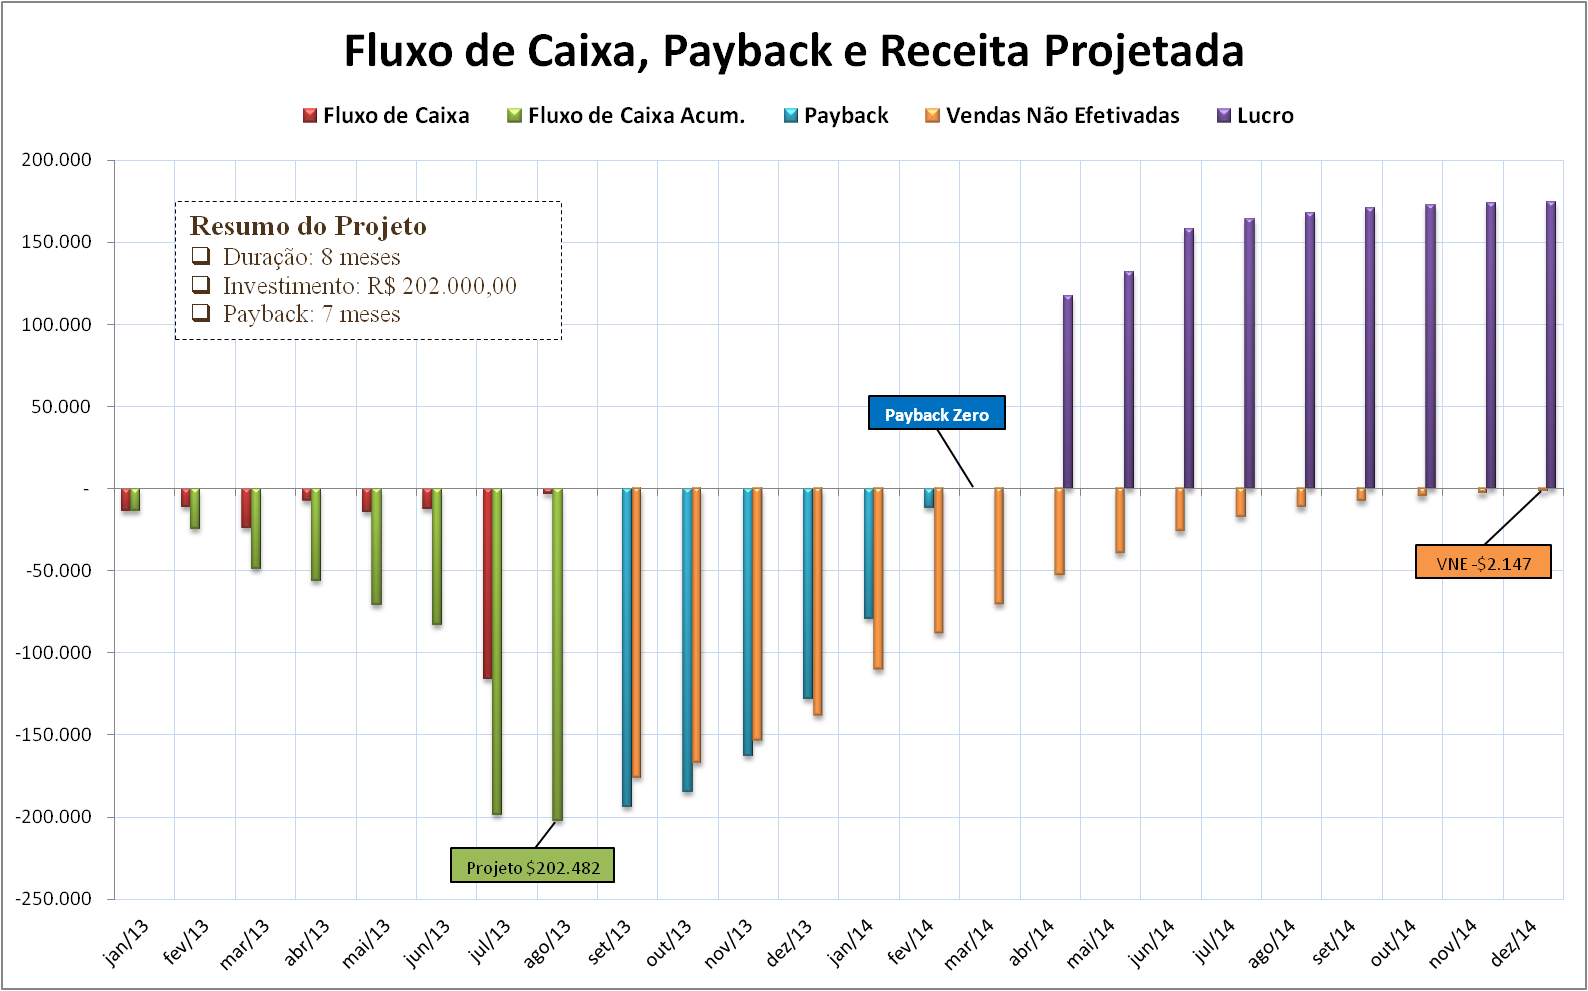 Fluxo de Caixa, Payback e Receita Projetada
Fluxo de Caixa Fluxo de Caixa Acum. Payback Vendas Não Efetivadas Lucro
200.000
150.000
100.000
50.000
-
-50.000
-100.000
-150.000
-200.000
-250.000
Resumo do Projeto
Duração: 8 meses
Investimento: R$ 202.000,00
Payback: 7 meses
Payback Zero
VNE -$2.147
Projeto $202.482
jan/13 fev/13 mar/13 abr/13 mai/13 jun/13 jul/13 ago/13 set/13 out/13 nov/13 dez/13 jan/14 fev/14 mar/14 abr/14 mai/14 jun/14 jul/14 ago/14 set/14 out/14 nov/14 dez/14